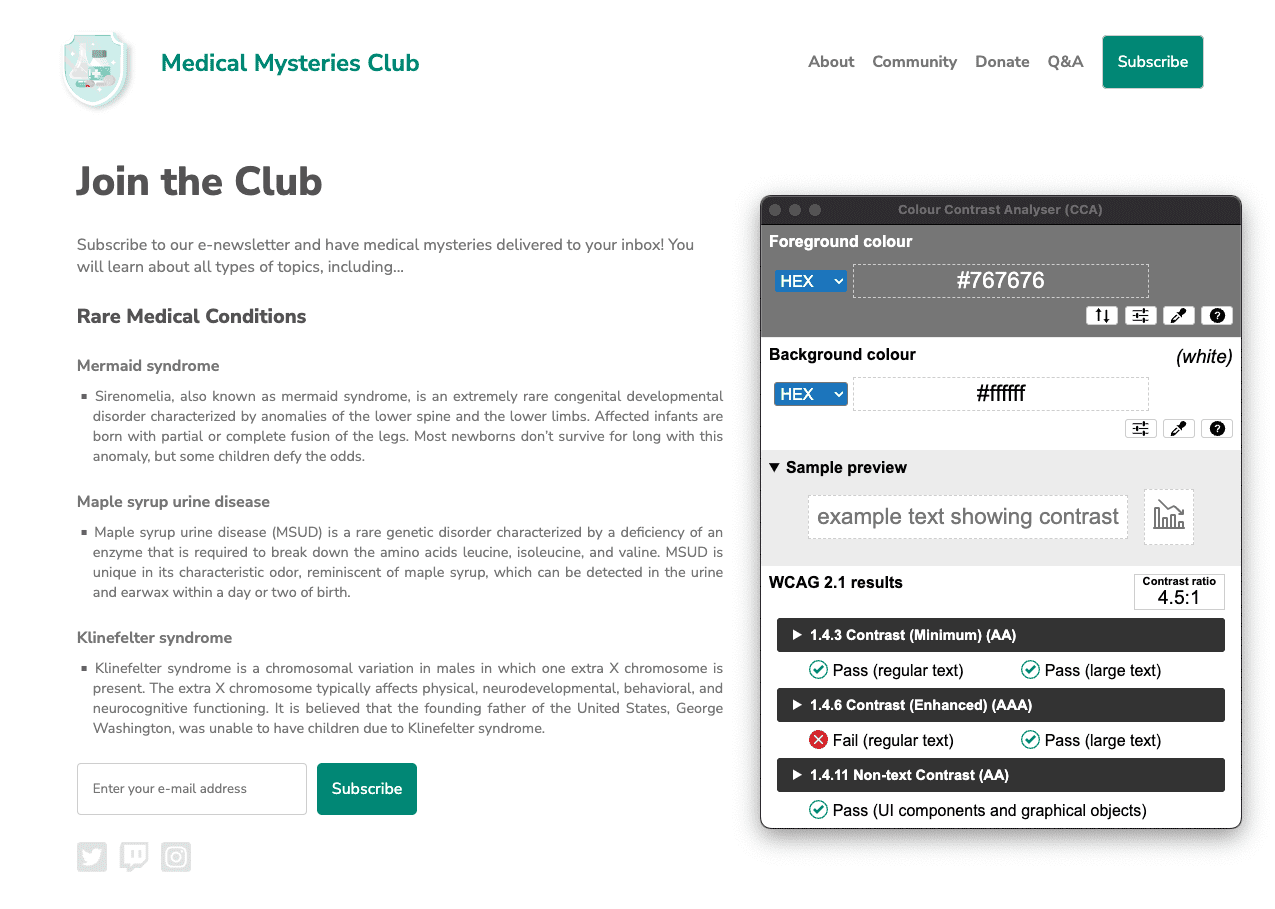 Medical Mysteries Club
About Community Donate Q&A Subscribe
Join the Club
Subscribe to our e-newsletter and have medical mysteries delivered to your inbox! You
will learn about all types of topics, including...
Rare Medical Conditions
Mermaid syndrome
▪ Sirenomelia, also known as mermaid syndrome, is an extremely rare congenital developmental
disorder characterized by anomalies of the lower spine and the lower limbs. Affected infants are
born with partial or complete fusion of the legs. Most newborns don't survive for long with this
anomaly, but some children defy the odds.
Maple syrup urine disease
▪ Maple syrup urine disease (MSUD) is a rare genetic disorder characterized by a deficiency of an
enzyme that is required to break down the amino acids leucine, isoleucine, and valine. MSUD is
unique in its characteristic odor, reminiscent of maple syrup, which can be detected in the urine
and earwax within a day or two of birth.
Klinefelter syndrome
▪ Klinefelter syndrome is a chromosomal variation in males in which one extra X chromosome is
present. The extra X chromosome typically affects physical, neurodevelopmental, behavioral, and
neurocognitive functioning. It is believed that the founding father of the United States, George
Washington, was unable to have children due to Klinefelter syndrome.
Enter your e-mail address Subscribe
Colour Contrast Analyser (CCA)
Foreground colour
HEX #767676
Background colour (white)
HEX #ffffff
▼ Sample preview
example text showing contrast
WCAG 2.1 results
Contrast ratio
4.5:1
▶ 1.4.3 Contrast (Minimum) (AA)
Pass (regular text) Pass (large text)
▶ 1.4.6 Contrast (Enhanced) (AAA)
Fail (regular text) Pass (large text)
▶ 1.4.11 Non-text Contrast (AA)
Pass (UI components and graphical objects)